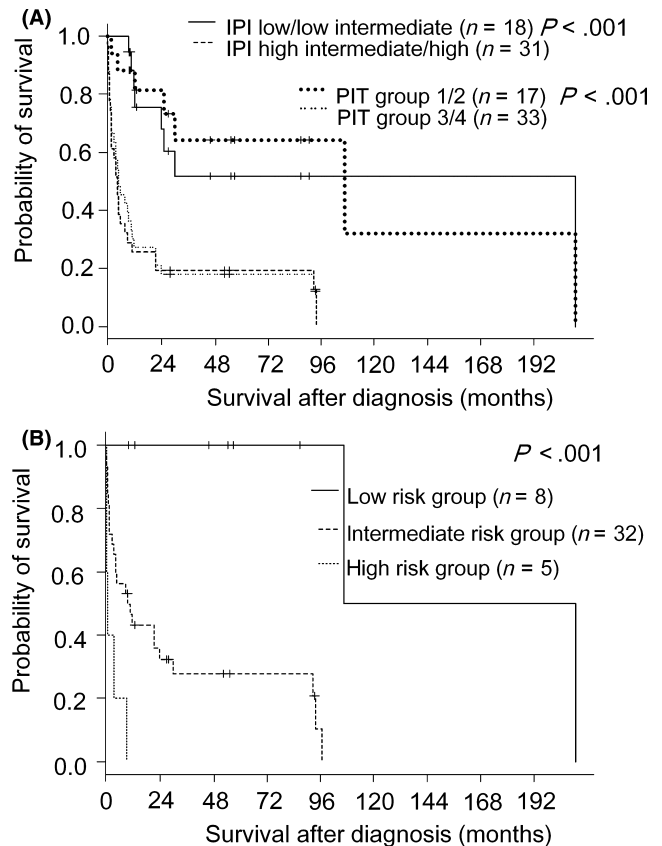 (A)
IPI low/low intermediate (n = 18) P < .001
IPI high intermediate/high (n = 31)
PIT group 1/2 (n = 17) P < .001
PIT group 3/4 (n = 33)
Probability of survival
1.0
0.8
0.6
0.4
0.2
0.0
0 24 48 72 96 120 144 168 192
Survival after diagnosis (months)
(B)
P < .001
Low risk group (n = 8)
Intermediate risk group (n = 32)
High risk group (n = 5)
Probability of survival
1.0
0.8
0.6
0.4
0.2
0.0
0 24 48 72 96 120 144 168 192
Survival after diagnosis (months)